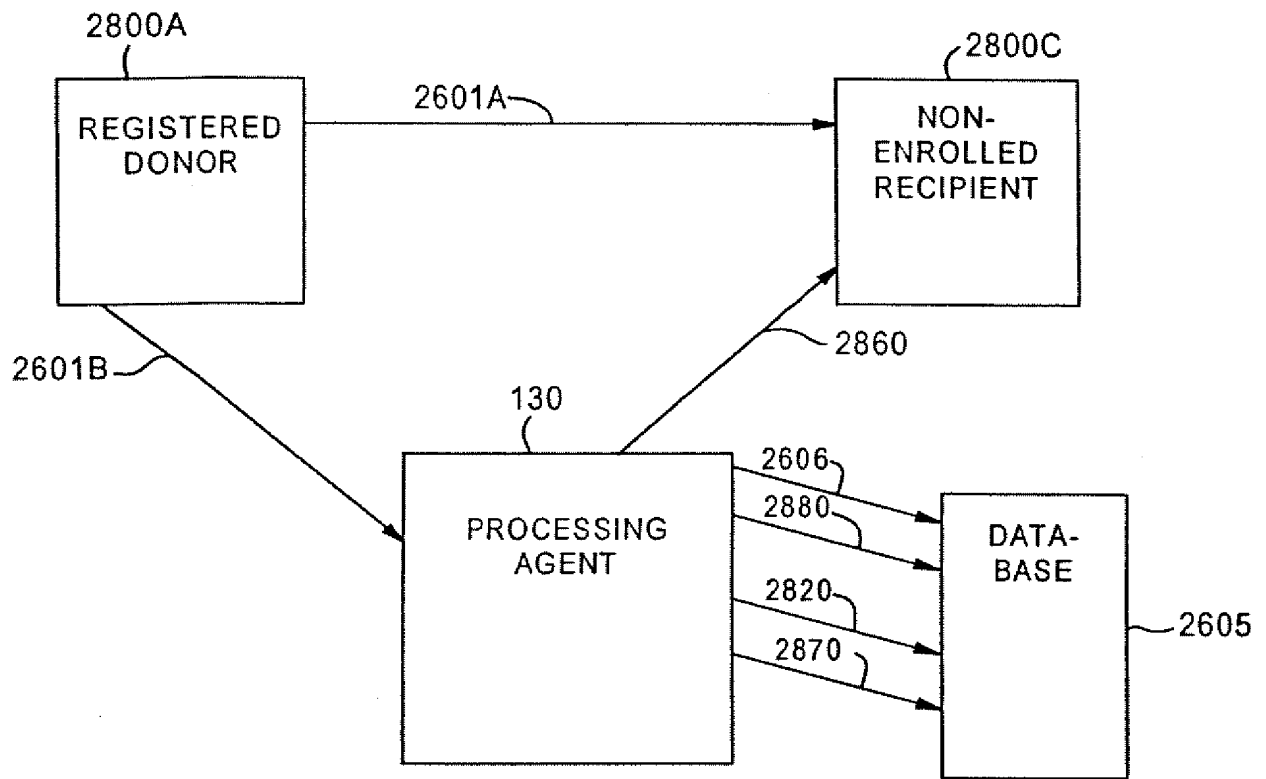 2800A
2800C
REGISTERED
DONOR
2601A
NON-
ENROLLED
RECIPIENT
2601B
2860
130
PROCESSING
AGENT
2606
2880
2820
2870
DATA-
BASE
2605